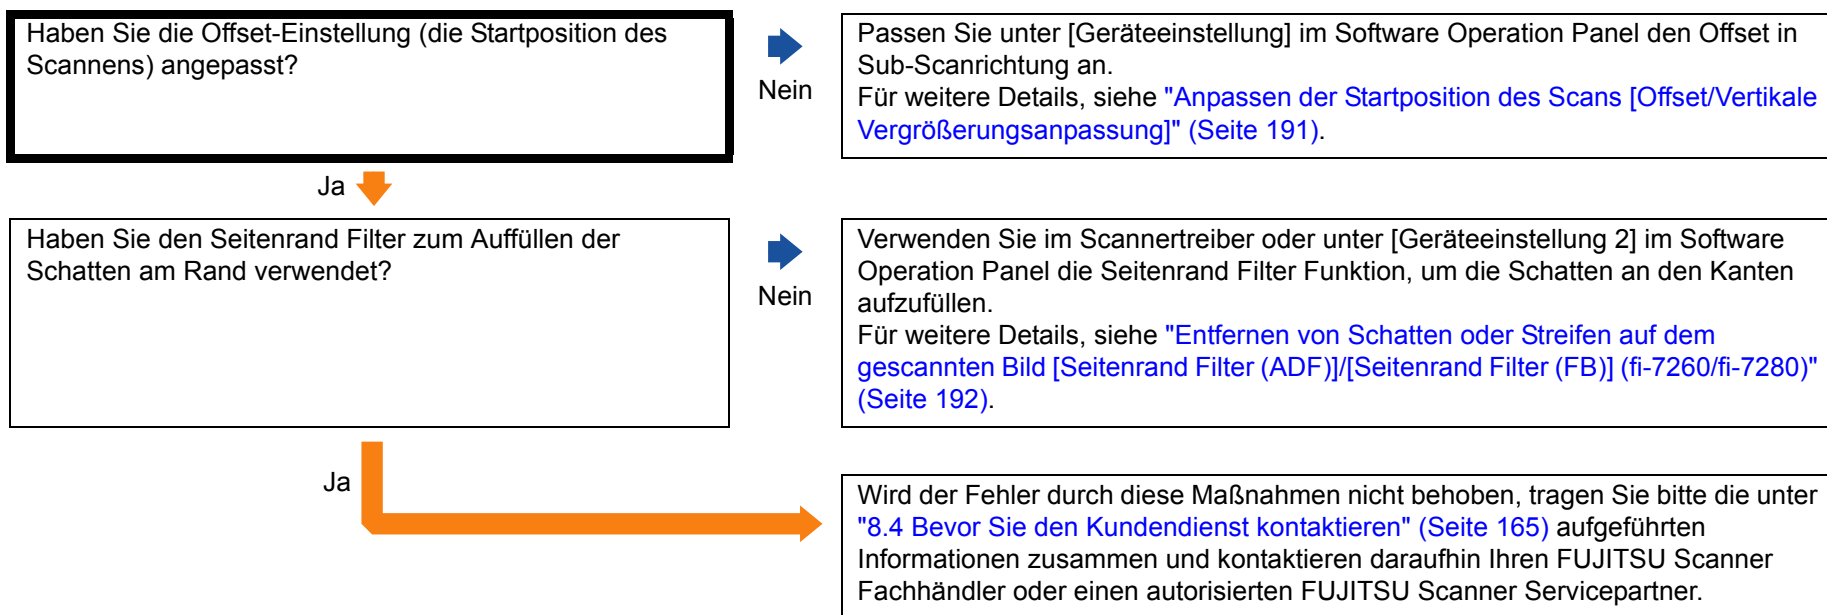 Haben Sie die Offset-Einstellung (die Startposition des
Scannens) angepasst?
Nein
Passen Sie unter [Geräteeinstellung] im Software Operation Panel den Offset in
Sub-Scanrichtung an.
Für weitere Details, siehe "Anpassen der Startposition des Scans [Offset/Vertikale
Vergrößerungsanpassung]" (Seite 191).
Ja
Haben Sie den Seitenrand Filter zum Auffüllen der
Schatten am Rand verwendet?
Nein
Verwenden Sie im Scannertreiber oder unter [Geräteeinstellung 2] im Software
Operation Panel die Seitenrand Filter Funktion, um die Schatten an den Kanten
aufzufüllen.
Für weitere Details, siehe "Entfernen von Schatten oder Streifen auf dem
gescannten Bild [Seitenrand Filter (ADF)]/[Seitenrand Filter (FB)] (fi-7260/fi-7280)"
(Seite 192).
Ja
Wird der Fehler durch diese Maßnahmen nicht behoben, tragen Sie bitte die unter
"8.4 Bevor Sie den Kundendienst kontaktieren" (Seite 165) aufgeführten
Informationen zusammen und kontaktieren daraufhin Ihren FUJITSU Scanner
Fachhändler oder einen autorisierten FUJITSU Scanner Servicepartner.